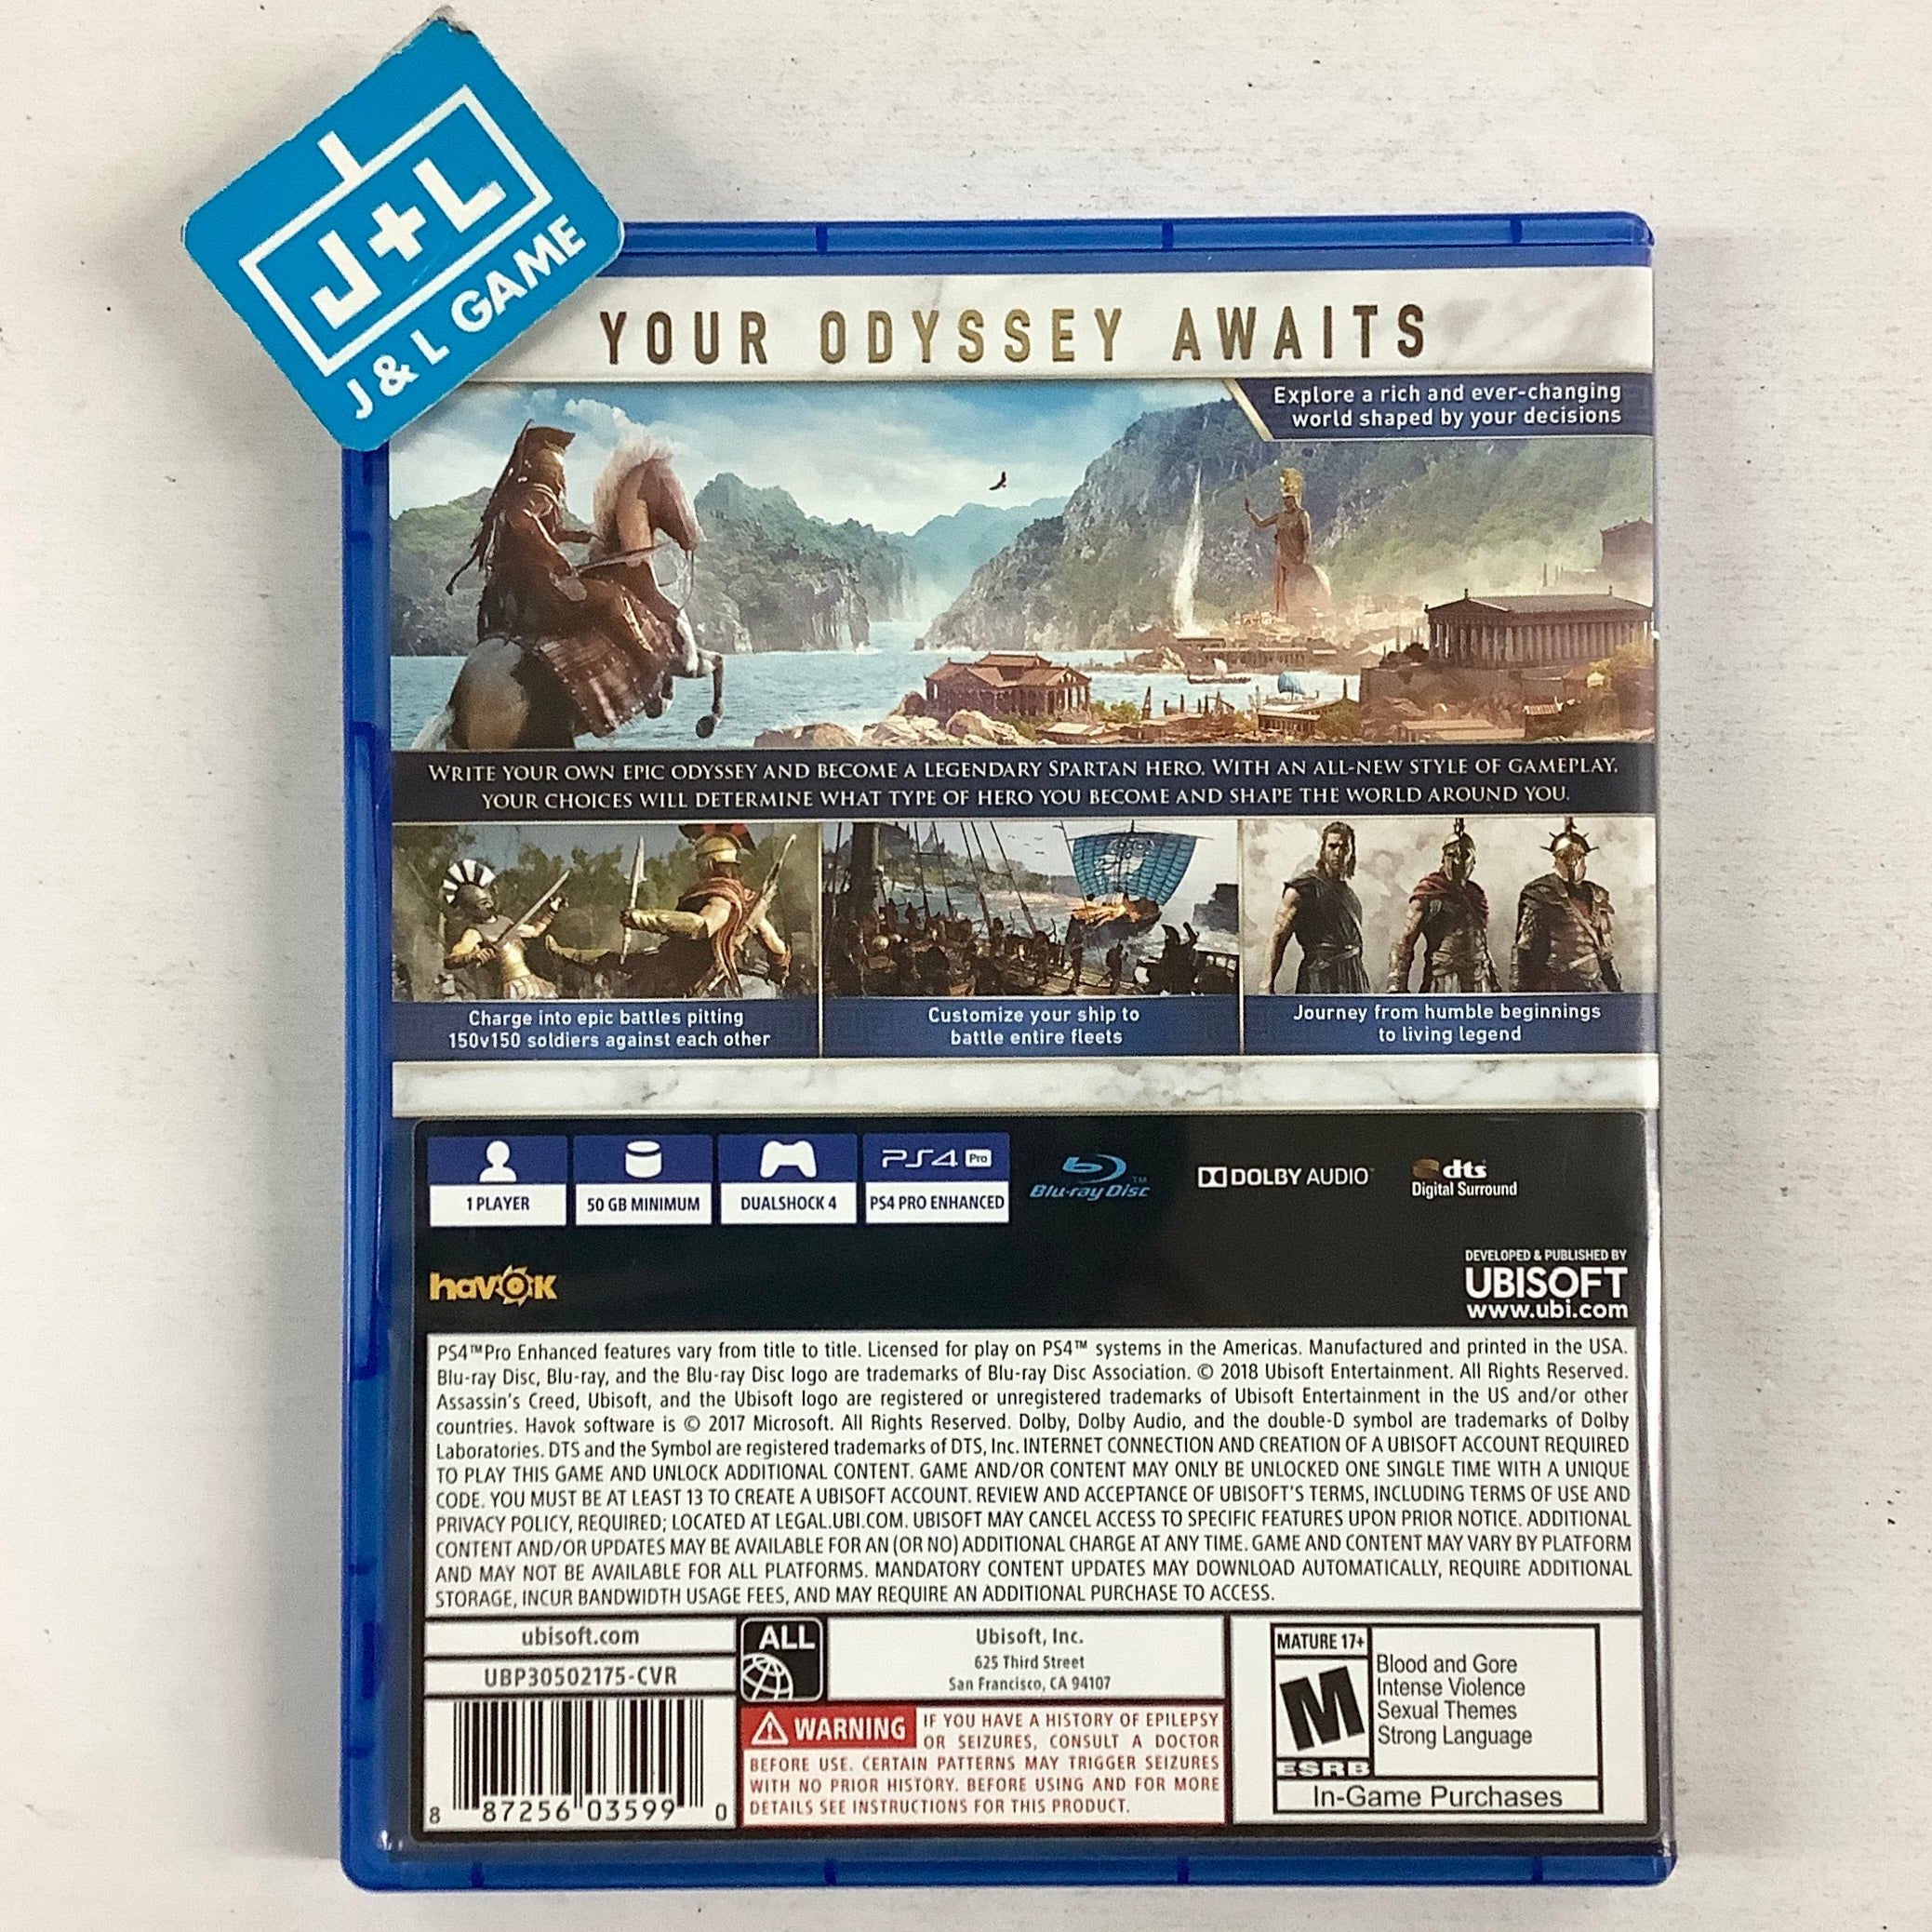 J+L
J & L GAME
YOUR ODYSSEY AWAITS
Explore a rich and ever-changing
world shaped by your decisions
WRITE YOUR OWN EPIC ODYSSEY AND BECOME A LEGENDARY SPARTAN HERO. WITH AN ALL-NEW STYLE OF GAMEPLAY,
YOUR CHOICES WILL DETERMINE WHAT TYPE OF HERO YOU BECOME AND SHAPE THE WORLD AROUND YOU.
Charge into epic battles pitting
150v150 soldiers against each other
Customize your ship to
battle entire fleets
Journey from humble beginnings
to living legend
PS4 Pro
1 PLAYER
50 GB MINIMUM
DUALSHOCK 4
PS4 PRO ENHANCED
Blu-ray Disc™
DOLBY AUDIO™
dts
Digital Surround
havok
DEVELOPED & PUBLISHED BY
UBISOFT
www.ubi.com
PS4™Pro Enhanced features vary from title to title. Licensed for play on PS4™ systems in the Americas. Manufactured and printed in the USA.
Blu-ray Disc, Blu-ray, and the Blu-ray Disc logo are trademarks of Blu-ray Disc Association. © 2018 Ubisoft Entertainment. All Rights Reserved.
Assassin's Creed, Ubisoft, and the Ubisoft logo are registered or unregistered trademarks of Ubisoft Entertainment in the US and/or other
countries. Havok software is © 2017 Microsoft. All Rights Reserved. Dolby, Dolby Audio, and the double-D symbol are trademarks of Dolby
Laboratories. DTS and the Symbol are registered trademarks of DTS, Inc. INTERNET CONNECTION AND CREATION OF A UBISOFT ACCOUNT REQUIRED
TO PLAY THIS GAME AND UNLOCK ADDITIONAL CONTENT. GAME AND/OR CONTENT MAY ONLY BE UNLOCKED ONE SINGLE TIME WITH A UNIQUE
CODE. YOU MUST BE AT LEAST 13 TO CREATE A UBISOFT ACCOUNT. REVIEW AND ACCEPTANCE OF UBISOFT'S TERMS, INCLUDING TERMS OF USE AND
PRIVACY POLICY, REQUIRED; LOCATED AT LEGAL.UBI.COM. UBISOFT MAY CANCEL ACCESS TO SPECIFIC FEATURES UPON PRIOR NOTICE. ADDITIONAL
CONTENT AND/OR UPDATES MAY BE AVAILABLE FOR AN (OR NO) ADDITIONAL CHARGE AT ANY TIME. GAME AND CONTENT MAY VARY BY PLATFORM
AND MAY NOT BE AVAILABLE FOR ALL PLATFORMS. MANDATORY CONTENT UPDATES MAY DOWNLOAD AUTOMATICALLY, REQUIRE ADDITIONAL
STORAGE, INCUR BANDWIDTH USAGE FEES, AND MAY REQUIRE AN ADDITIONAL PURCHASE TO ACCESS.
ubisoft.com
UBP30502175-CVR
8 87256 03599 0
ALL
Ubisoft, Inc.
625 Third Street
San Francisco, CA 94107
WARNING IF YOU HAVE A HISTORY OF EPILEPSY
OR SEIZURES, CONSULT A DOCTOR
BEFORE USE. CERTAIN PATTERNS MAY TRIGGER SEIZURES
WITH NO PRIOR HISTORY. BEFORE USING AND FOR MORE
DETAILS SEE INSTRUCTIONS FOR THIS PRODUCT.
MATURE 17+
M
ESRB
Blood and Gore
Intense Violence
Sexual Themes
Strong Language
In-Game Purchases